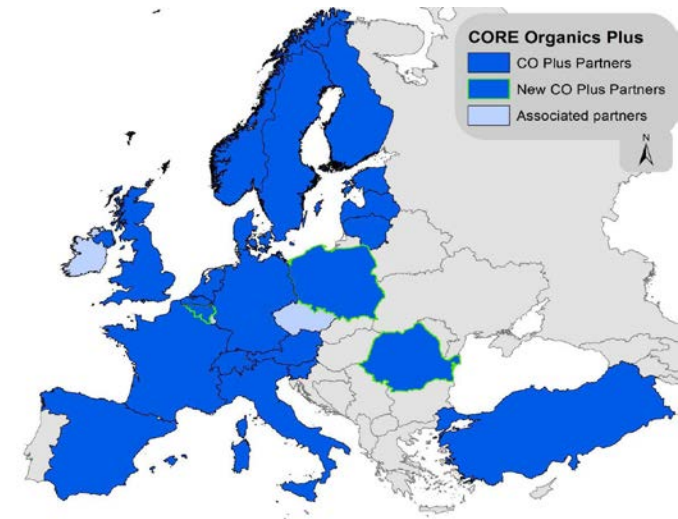 CORE Organics Plus
CO Plus Partners
New CO Plus Partners
Associated partners
N